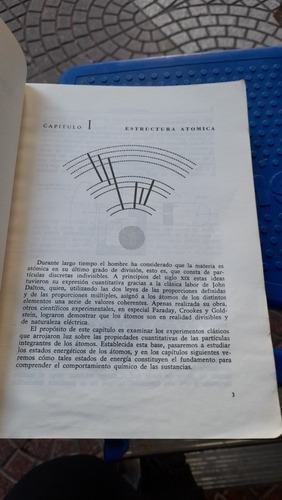 CAPITULO 1 ESTRUCTURA ATOMICA
Durante largo tiempo el hombre ha considerado que la materia es
atómica en su último grado de división, esto es, que consta de par-
tículas discretas indivisibles. A principios del siglo XIX estas ideas
tuvieron su expresión cuantitativa gracias a la clásica labor de John
Dalton, quien, utilizando las dos leyes de las proporciones definidas
y de las proporciones múltiples, asignó a los átomos de los distintos
elementos una serie de valores coherentes. Apenas realizada su obra,
otros científicos experimentales, en especial Faraday, Crookes y Gold-
stein, lograron demostrar que los átomos son en realidad divisibles y
de naturaleza eléctrica.
El propósito de este capítulo es examinar los experimentos clásicos
que arrojaron luz sobre las propiedades cuantitativas de las partículas
integrantes de los átomos. Establecida esta base, pasaremos a estudiar
los estados energéticos de los átomos, y en los capítulos siguientes ve-
remos cómo tales estados de energía constituyen el fundamento para
comprender el comportamiento químico de las sustancias.
3